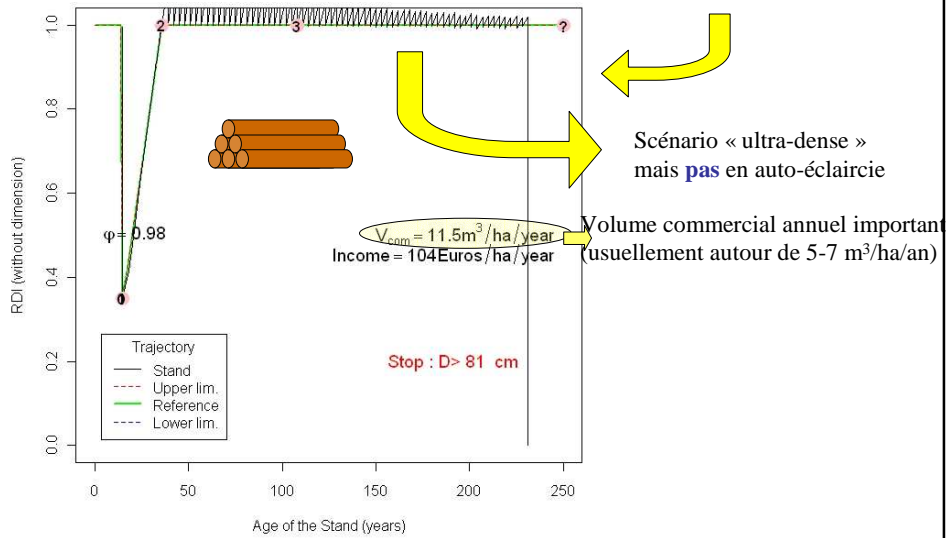 1.0
0.8
0.6
0.4
0.2
0.0
RDI (without dimension)
2
3
?
φ = 0.98
Scénario « ultra-dense »
mais pas en auto-éclaircie
Vcom = 11.5m³/ha/year
Income = 104Euros/ha/year
Volume commercial annuel important
(usuellement autour de 5-7 m³/ha/an)
Stop : D> 81 cm
Trajectory
Stand
Upper lim.
Reference
Lower lim.
0
50
100
150
200
250
Age of the Stand (years)